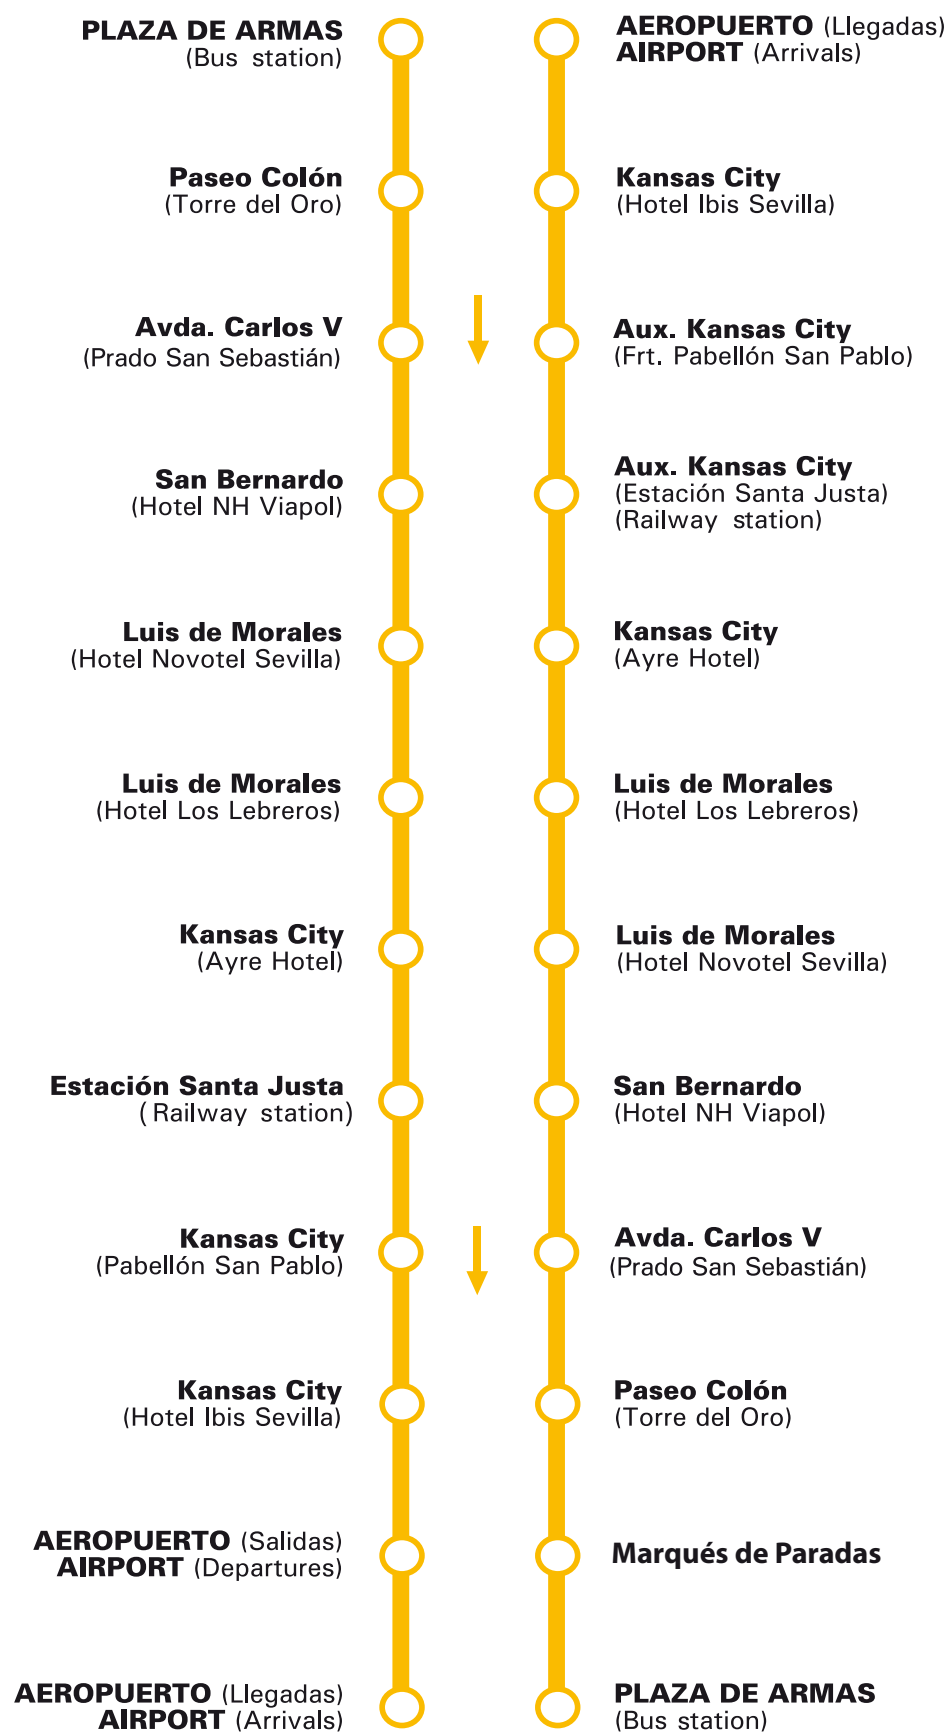 PLAZA DE ARMAS
(Bus station)
Paseo Colón
(Torre del Oro)
Avda. Carlos V
(Prado San Sebastián)
San Bernardo
(Hotel NH Viapol)
Luis de Morales
(Hotel Novotel Sevilla)
Luis de Morales
(Hotel Los Lebreros)
Kansas City
(Ayre Hotel)
Estación Santa Justa
(Railway station)
Kansas City
(Pabellón San Pablo)
Kansas City
(Hotel Ibis Sevilla)
AEROPUERTO (Salidas)
AIRPORT (Departures)
AEROPUERTO (Llegadas)
AIRPORT (Arrivals)
AEROPUERTO (Llegadas)
AIRPORT (Arrivals)
Kansas City
(Hotel Ibis Sevilla)
Aux. Kansas City
(Frt. Pabellón San Pablo)
Aux. Kansas City
(Estación Santa Justa)
(Railway station)
Kansas City
(Ayre Hotel)
Luis de Morales
(Hotel Los Lebreros)
Luis de Morales
(Hotel Novotel Sevilla)
San Bernardo
(Hotel NH Viapol)
Avda. Carlos V
(Prado San Sebastián)
Paseo Colón
(Torre del Oro)
Marqués de Paradas
PLAZA DE ARMAS
(Bus station)